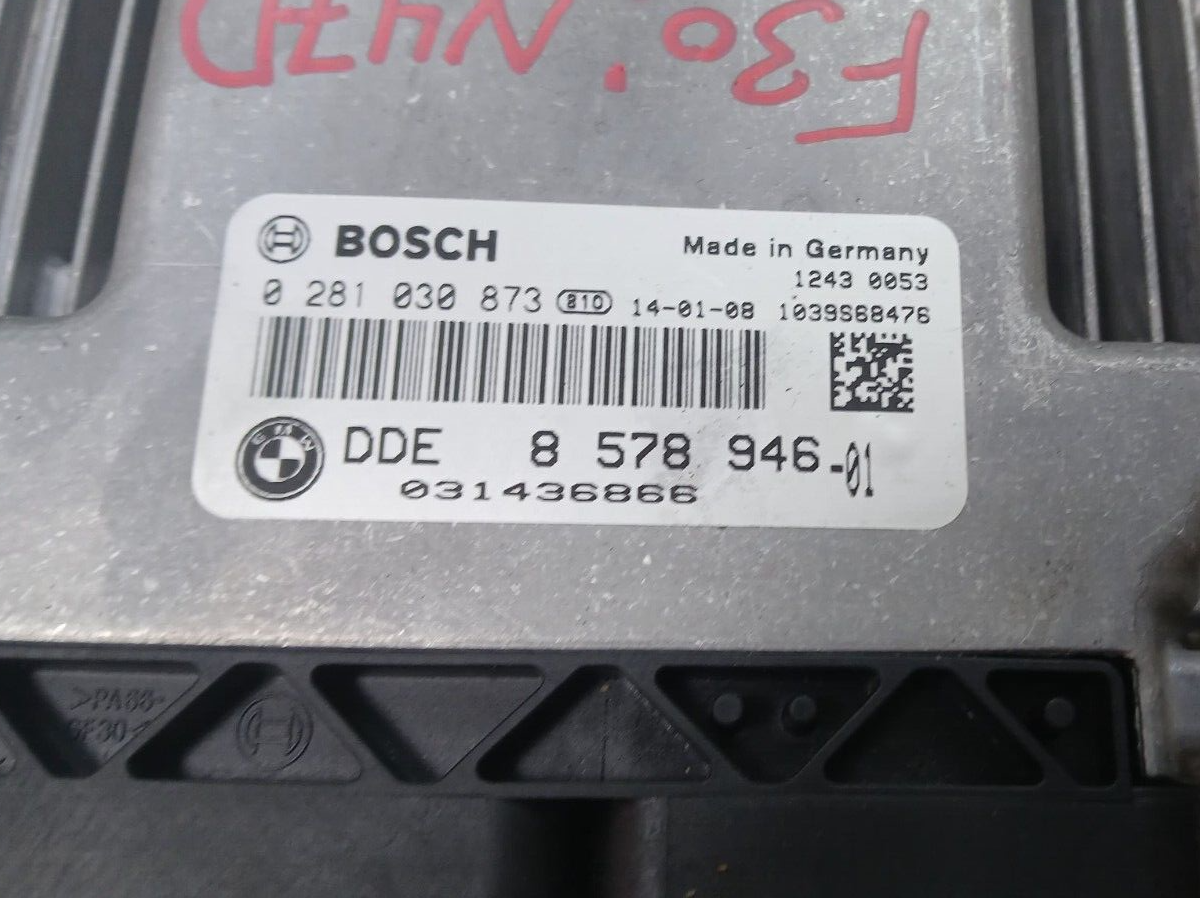 F30 N47D
BOSCH
Made in Germany
1243 0053
0 281 030 873 810 14-01-08 1039S68476
BMW
DDE 8 578 946-01
031436866
>PA66-
GF30<